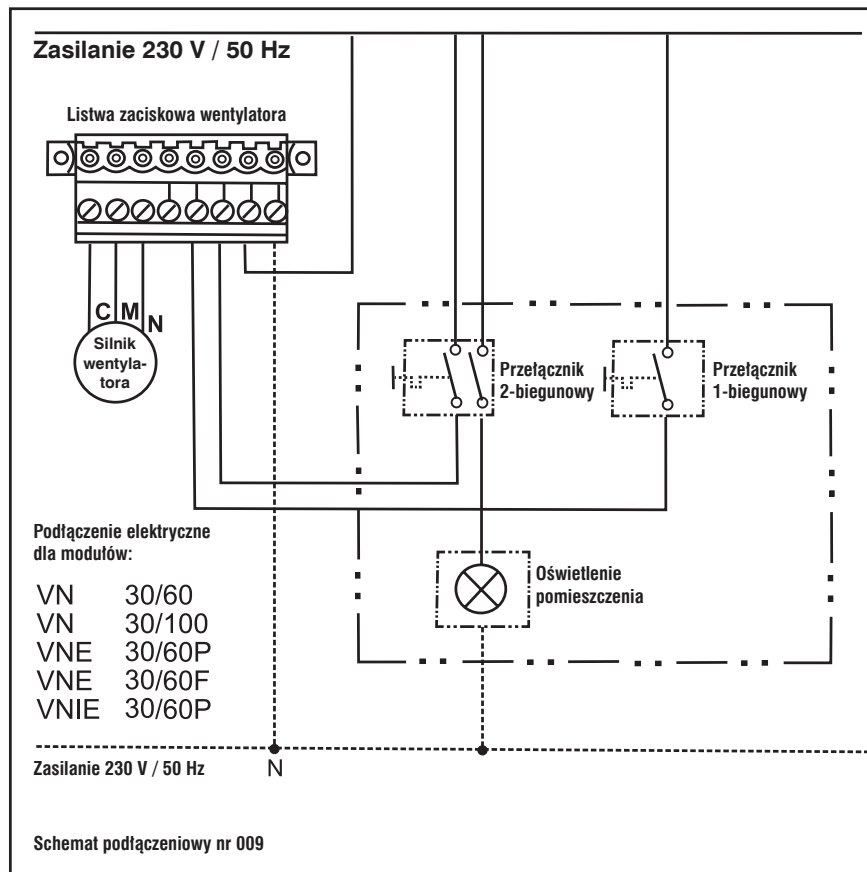 Zasilanie 230 V / 50 Hz
Listwa zaciskowa wentylatora
C M N
Silnik
wentyla-
tora
Przełącznik
2-biegunowy
Przełącznik
1-biegunowy
Podłączenie elektryczne
dla modułów:
VN 30/60
VN 30/100
VNE 30/60P
VNE 30/60F
VNIE 30/60P
Oświetlenie
pomieszczenia
Zasilanie 230 V / 50 Hz
N
Schemat podłączeniowy nr 009